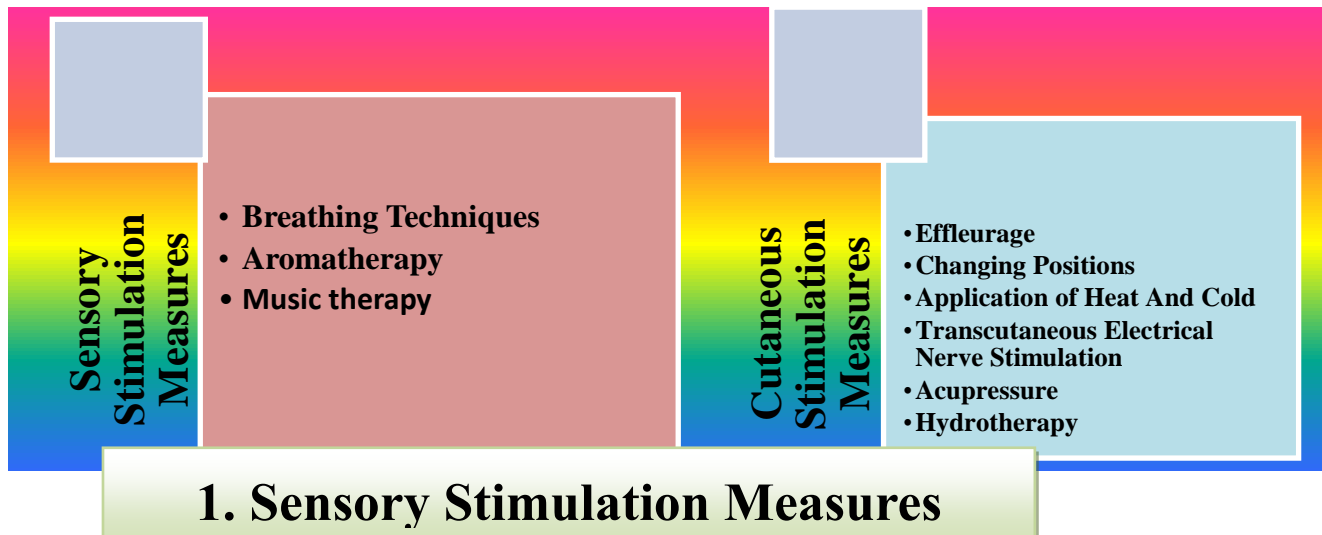 Sensory
Stimulation
Measures
• Breathing Techniques
• Aromatherapy
• Music therapy
Cutaneous
Stimulation
Measures
•Effleurage
•Changing Positions
•Application of Heat And Cold
•Transcutaneous Electrical
Nerve Stimulation
•Acupressure
•Hydrotherapy
1. Sensory Stimulation Measures